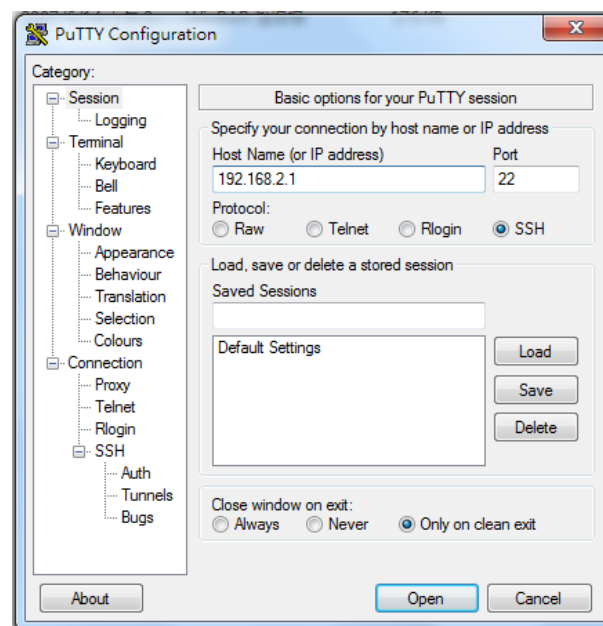 PuTTY Configuration
Category:
Session
Logging
Terminal
Keyboard
Bell
Features
Window
Appearance
Behaviour
Translation
Selection
Colours
Connection
Proxy
Telnet
Rlogin
SSH
Auth
Tunnels
Bugs
Basic options for your PuTTY session
Specify your connection by host name or IP address
Host Name (or IP address) Port
192.168.2.1 22
Protocol:
Raw Telnet Rlogin SSH
Load, save or delete a stored session
Saved Sessions
Default Settings
Load
Save
Delete
Close window on exit:
Always Never Only on clean exit
About Open Cancel